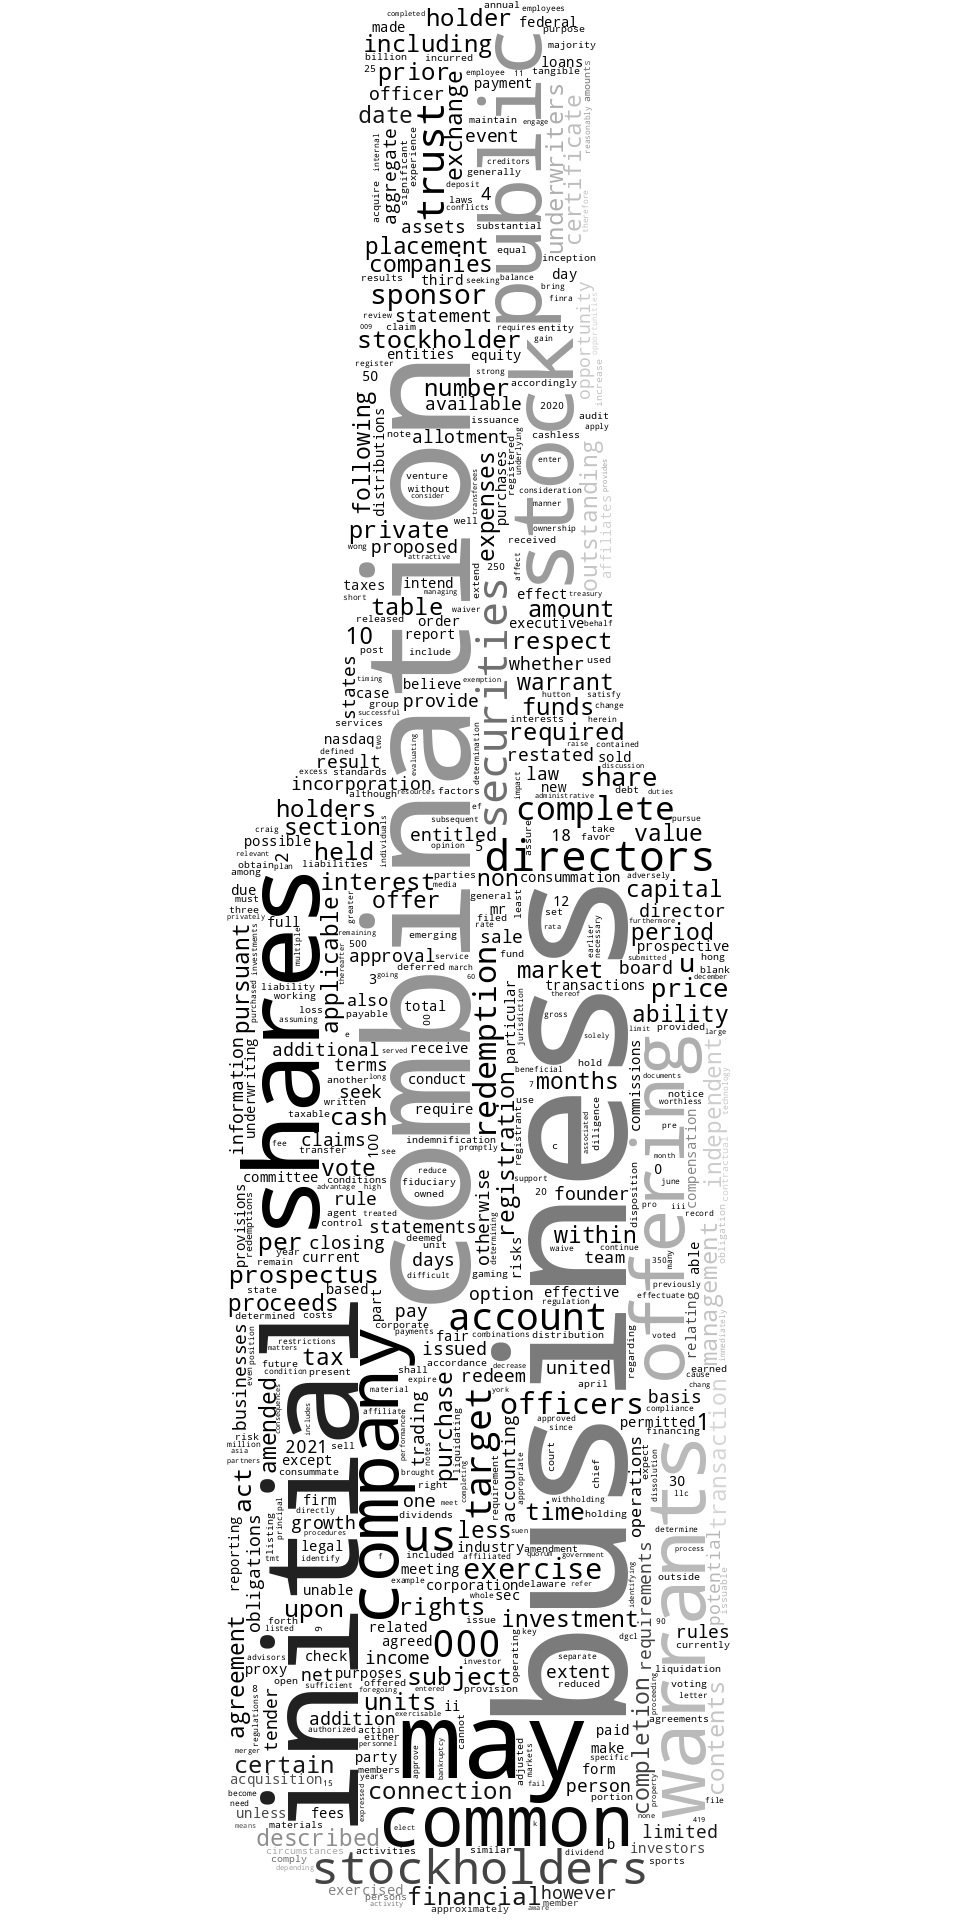 completed
annual
employees
made
holder
federal
purpose
including
majority
billion
incurred
loans
25
prior
employee
11
tangible
officer
exchange
payment
amounts
date
trust
maintain
engage
public
underwriters
certificate
reasonably
event
internal
aggregate
significant
experience
creditors
generally
acquire
deposit
laws
4
conflicts
therefore
assets
substantial
placement
equal
companies
inception
results
third
seeking
balance
day
sponsor
bring
finra
review
statement
opportunity
opportunities
009
claim
requires
entity
stockholder
gain
entities
equity
register
50
strong
number
accordingly
increase
available
2020
audit
issuance
apply
following
distributions
note
allotment
cashless
stock
combination
venture
without
consider
expenses
transferees
purchases
registered
underlying
enter
consideration
manner
outstanding
affiliates
provides
private
well
ownership
wong
proposed
received
attractive
taxes
intend
managing
extend
250
affect
short
effect
treasury
table
waiver
amount
released
order
executive
behalf
10
report
respect
post
include
securities
whether
used
states
timing
believe
exemption
warrant
case
hutton
satisfy
group
provide
funds
change
successful
interests
herein
services
nasdaq
two
required
defined
evaluating
determination
raise
contained
result
restated
sold
excess
standards
discussion
incorporation
law
share
although
resources
factors
impact
new
debt
duties
administrative
holders
ef
complete
subsequent
pursue
craig
section
individuals
entitled
assure
18
take
value
possible
favor
opinion
5
directors
relevant
held
obtain
plan
2
liabilities
among
parties
interest
media
non
consummation
adversely
due
must
offer
general
mr
least
12
capital
three
greater
filed
set
director
privately
full
rate
rata
furthermore
shares
applicable
remaining
emerging
sale
earlier
necessary
period
multiple
500
fund
prospective
pursuant
purchased
investments
approval
service
submitted
hong
thereafter
3
going
deferred
march
60
market
board
u
blank
december
liability
working
transactions
price
also
total
thereof
loss
payable
00
redemption
particular
jurisdiction
gross
ability
assuming
e
solely
limit
provided
large
additional
served
receive
information
underwriting
terms
beneficial
hold
commissions
offering
independent
another
long
conduct
7
months
documents
technology
seek
notice
written
use
worthless
taxable
cash
require
registration
registrant
associated
diligence
business
fee
claims
100
indemnification
c
pre
transfer
see
promptly
compensation
contractual
committee
vote
reduce
month
conditions
fiduciary
support
0
advantage
high
owned
20
founder
june
provisions
redemptions
rule
otherwise
determining
disposition
pro
iii
agent
treated
record
control
statements
deemed
risks
within
obligation
per
closing
unit
waive
continue
many
year
current
days
team
350
able
remain
prospectus
difficult
gaming
management
state
based
option
effective
previously
proceeds
part
pay
regulation
effectuate
determined
costs
corporate
account
immediately
payments
fair
combinations
distribution
voted
relating
businesses
even
position
restrictions
matters
tax
issued
accordance
decrease
regarding
future
shall
united
earned
condition
present
expire
redeem
cause
april
chang
initial
company
material
york
basis
amended
consequences
includes
affiliate
performance
trading
notes
purchase
liquidating
target
officers
compliance
risk
approved
permitted
1
million
2021
sell
since
financing
asia
accounting
court
transaction
partners
except
operations
expect
dissolution
consummate
brought
completing
requirement
appropriate
chief
act
right
30
firm
one
meet
withholding
llc
directly
principal
time
holding
growth
dividends
warrants
reporting
obligations
listing
procedures
us
less
suen
determine
legal
industry
amendment
tmt
identify
f
included
affiliated
quorum
government
process
meeting
exercise
unable
example
corporation
delaware
refer
outside
whole
sec
identifying
requirements
potential
issuable
upon
rights
forth
issue
investment
90
listed
9
related
key
rules
agreement
agreed
000
dgcl
currently
advisors
check
income
investor
operating
separate
proxy
net
purposes
extent
liquidation
open
sufficient
offered
subject
reduced
voting
8
foregoing
entered
provision
letter
regulations
tender
units
ii
completion
proceeding
contents
addition
exercisable
agreements
authorized
action
may
cannot
paid
either
merger
personnel
approve
bankruptcy
adjusted
markets
make
certain
party
specific
members
form
acquisition
15
years
fail
person
property
become
expressed
connection
portion
need
file
unless
fees
none
419
means
materials
common
k
limited
described
elect
b
circumstances
activities
similar
dividend
investors
comply
depending
stockholders
sports
exercised
persons
financial
however
activity
member
approximately
aware